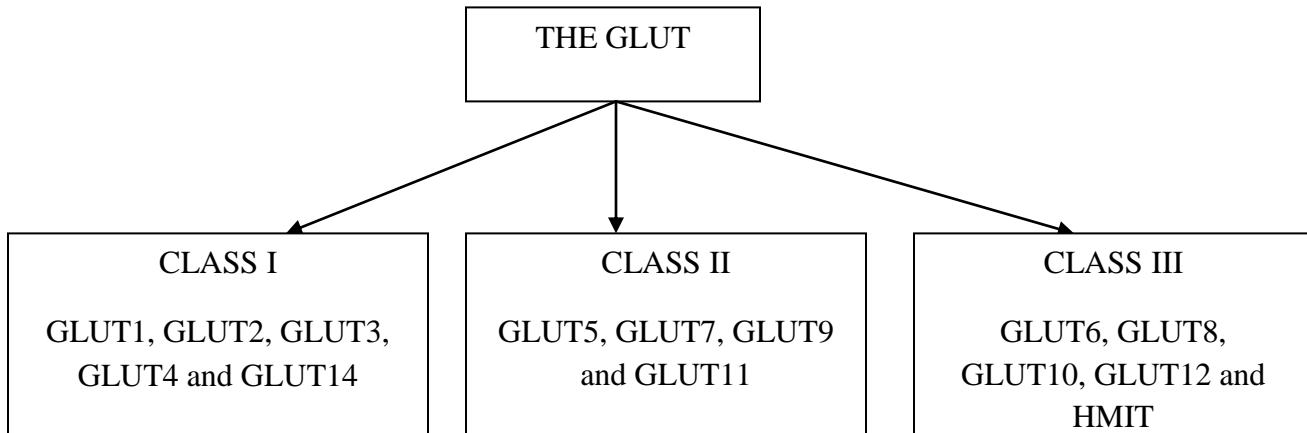 THE GLUT
CLASS I
GLUT1, GLUT2, GLUT3,
GLUT4 and GLUT14
CLASS II
GLUT5, GLUT7, GLUT9
and GLUT11
CLASS III
GLUT6, GLUT8,
GLUT10, GLUT12 and
HMIT